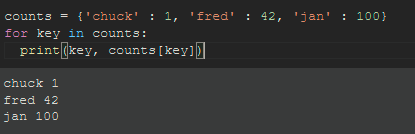 counts = {'chuck' : 1, 'fred' : 42, 'jan' : 100}
for key in counts:
  print(key, counts[key])
chuck 1
fred 42
jan 100